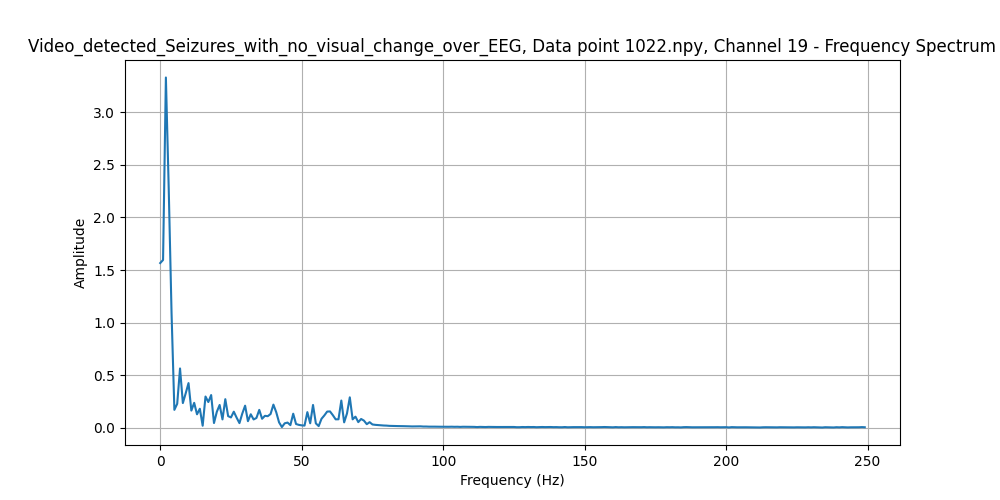 Video_detected_Seizures_with_no_visual_change_over_EEG, Data point 1022.npy, Channel 19 - Frequency Spectrum
3.0
2.5
2.0
1.5
1.0
0.5
0.0
Amplitude
0 50 100 150 200 250
Frequency (Hz)